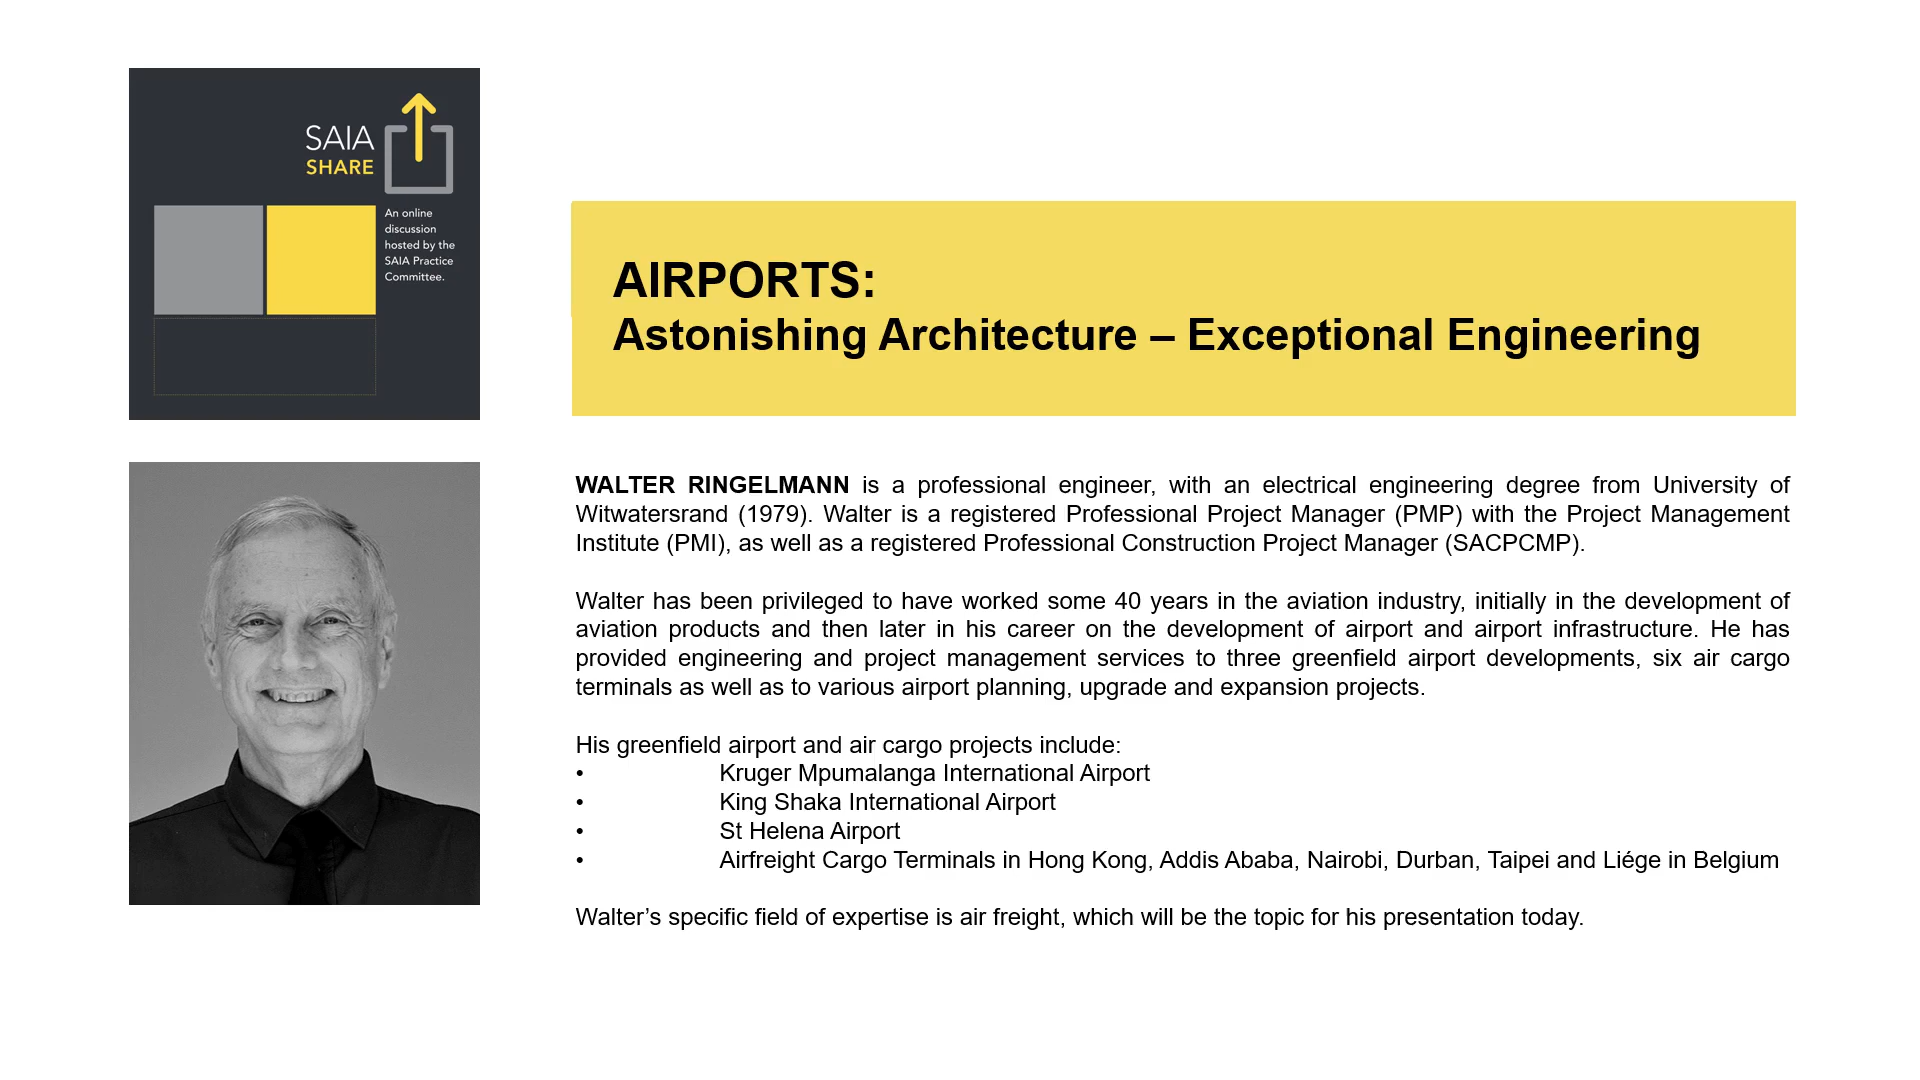 SAIA
SHARE
An online
discussion
hosted by the
SAIA Practice
Committee.
AIRPORTS:
Astonishing Architecture – Exceptional Engineering
WALTER RINGELMANN is a professional engineer, with an electrical engineering degree from University of
Witwatersrand (1979). Walter is a registered Professional Project Manager (PMP) with the Project Management
Institute (PMI), as well as a registered Professional Construction Project Manager (SACPCMP).
Walter has been privileged to have worked some 40 years in the aviation industry, initially in the development of
aviation products and then later in his career on the development of airport and airport infrastructure. He has
provided engineering and project management services to three greenfield airport developments, six air cargo
terminals as well as to various airport planning, upgrade and expansion projects.
His greenfield airport and air cargo projects include:
• Kruger Mpumalanga International Airport
• King Shaka International Airport
• St Helena Airport
• Airfreight Cargo Terminals in Hong Kong, Addis Ababa, Nairobi, Durban, Taipei and Liége in Belgium
Walter’s specific field of expertise is air freight, which will be the topic for his presentation today.